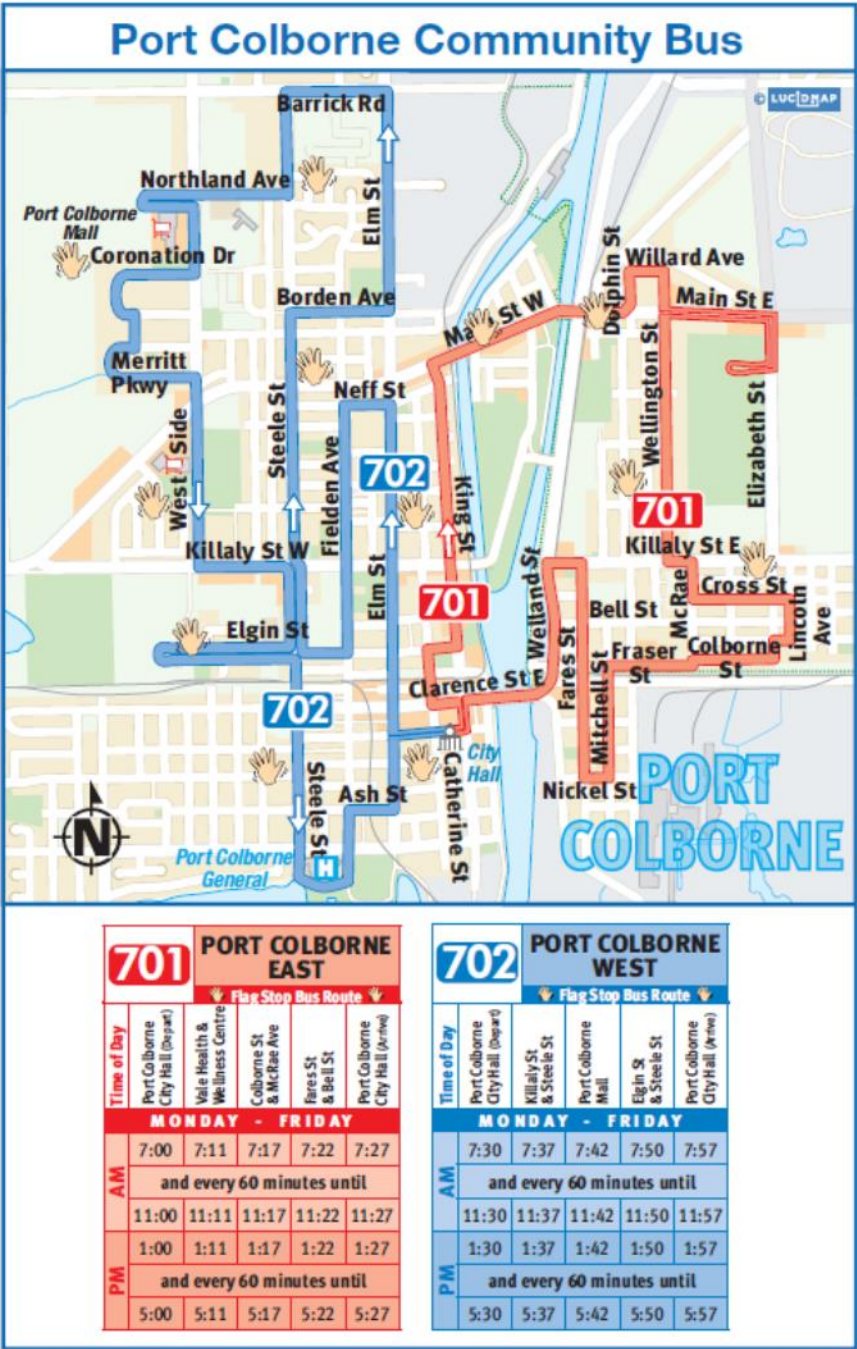 Port Colborne Community Bus
© LUCIDMAP
Barrick Rd
Northland Ave
Port Colborne
Mall
Coronation Dr
Elm St
Dolphin St
Willard Ave
Borden Ave
Main St W
Main St E
Merritt
Pkwy
Neff St
West Side
Steele St
Fielden Ave
702
King St
Wellington St
Elizabeth St
701
Killaly St W
Killaly St E
Elm St
701
Welland St
Cross St
McRae
Bell St
Elgin St
Fares St
Lincoln
Ave
Fraser
St
Colborne
St
Mitchell St
Clarence St E
702
City
Hall
Catherine St
Steele St
Ash St
Nickel St
N
PORT
COLBORNE
Port Colborne
General
H
701
PORT COLBORNE
EAST
Flag Stop Bus Route
Time of Day
Port Colborne
City Hall (Depart)
Vale Health &
Wellness Centre
Colborne St
& McRae Ave
Fares St
& Bell St
Port Colborne
City Hall (Arrive)
MONDAY - FRIDAY
AM
7:00 7:11 7:17 7:22 7:27
and every 60 minutes until
11:00 11:11 11:17 11:22 11:27
PM
1:00 1:11 1:17 1:22 1:27
and every 60 minutes until
5:00 5:11 5:17 5:22 5:27
702
PORT COLBORNE
WEST
Flag Stop Bus Route
Time of Day
Port Colborne
City Hall (Depart)
Killaly St
& Steele St
Port Colborne
Mall
Elgin St
& Steele St
Port Colborne
City Hall (Arrive)
MONDAY - FRIDAY
AM
7:30 7:37 7:42 7:50 7:57
and every 60 minutes until
11:30 11:37 11:42 11:50 11:57
PM
1:30 1:37 1:42 1:50 1:57
and every 60 minutes until
5:30 5:37 5:42 5:50 5:57